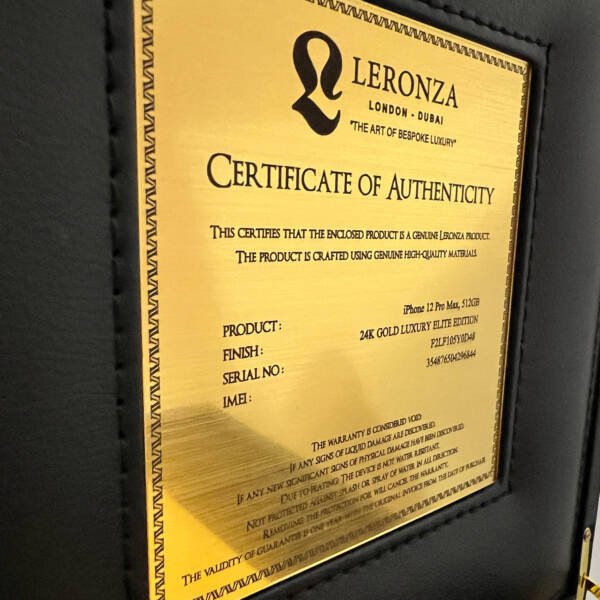 LERONZA
LONDON - DUBAI
"THE ART OF BESPOKE LUXURY"
CERTIFICATE OF AUTHENTICITY
THIS CERTIFIES THAT THE ENCLOSED PRODUCT IS A GENUINE LERONZA PRODUCT.
THE PRODUCT IS CRAFTED USING GENUINE HIGH-QUALITY MATERIALS.
PRODUCT: iPhone 12 Pro Max, 512GB
FINISH: 24K GOLD LUXURY ELITE EDITION
SERIAL NO: F2LF105Y0D48
IMEI: 354876504296844
THE WARRANTY IS CONSIDERED VOID:
IF ANY SIGNS OF LIQUID DAMAGE ARE DISCOVERED.
IF ANY NEW SIGNIFICANT SIGNS OF PHYSICAL DAMAGE HAVE BEEN DISCOVERED.
DUE TO PLATING THE DEVICE IS NOT WATER RESISTANT.
NOT PROTECTED AGAINST SPLASH OR SPRAY OF WATER IN ALL DIRECTION.
REMOVING THE PROTECTION FOIL WILL CANCEL THE WARRANTY.
THE VALIDITY OF GUARANTEE IS ONE YEAR WITH THE ORIGINAL INVOICE FROM THE DATE OF PURCHASE